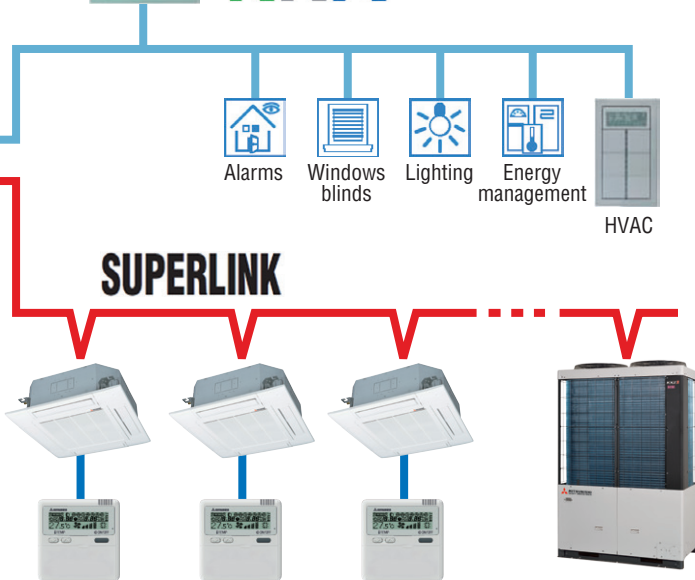 Alarms
Windows
blinds
Lighting
Energy
management
HVAC
SUPERLINK